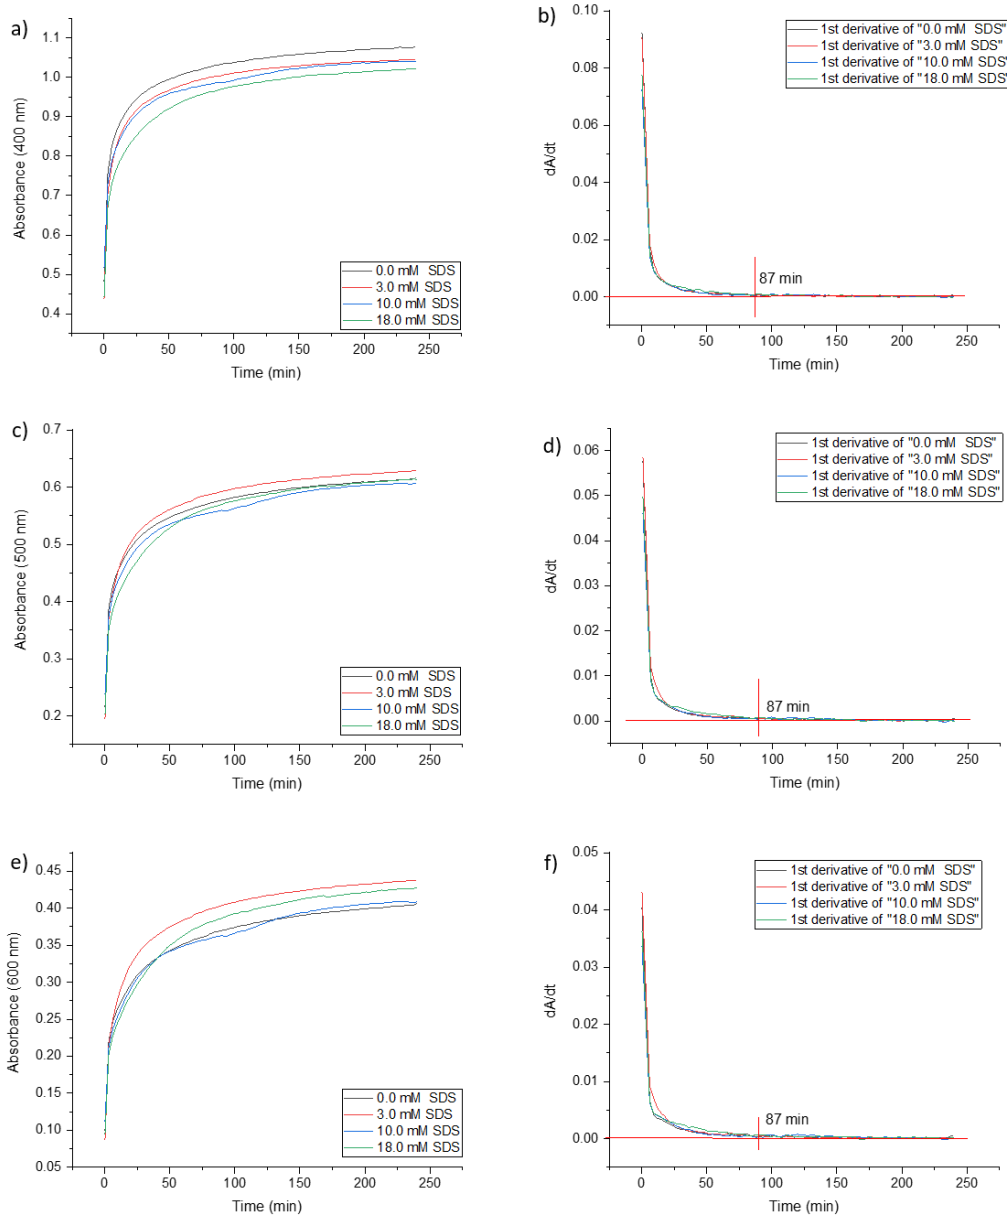 a)
1.1
1.0
0.9
0.8
0.7
0.6
0.5
0.4
Absorbance (400 nm)
0.0 mM SDS
3.0 mM SDS
10.0 mM SDS
18.0 mM SDS
0 50 100 150 200 250
Time (min)
b)
0.10
0.08
0.06
0.04
0.02
0.00
dA/dt
1st derivative of "0.0 mM SDS"
1st derivative of "3.0 mM SDS"
1st derivative of "10.0 mM SDS"
1st derivative of "18.0 mM SDS"
87 min
0 50 100 150 200 250
Time (min)
c)
0.7
0.6
0.5
0.4
0.3
0.2
Absorbance (500 nm)
0.0 mM SDS
3.0 mM SDS
10.0 mM SDS
18.0 mM SDS
0 50 100 150 200 250
Time (min)
d)
0.06
0.05
0.04
0.03
0.02
0.01
0.00
dA/dt
1st derivative of "0.0 mM SDS"
1st derivative of "3.0 mM SDS"
1st derivative of "10.0 mM SDS"
1st derivative of "18.0 mM SDS"
87 min
0 50 100 150 200 250
Time (min)
e)
0.45
0.40
0.35
0.30
0.25
0.20
0.15
0.10
0.05
Absorbance (600 nm)
0.0 mM SDS
3.0 mM SDS
10.0 mM SDS
18.0 mM SDS
0 50 100 150 200 250
Time (min)
f)
0.05
0.04
0.03
0.02
0.01
0.00
dA/dt
1st derivative of "0.0 mM SDS"
1st derivative of "3.0 mM SDS"
1st derivative of "10.0 mM SDS"
1st derivative of "18.0 mM SDS"
87 min
0 50 100 150 200 250
Time (min)